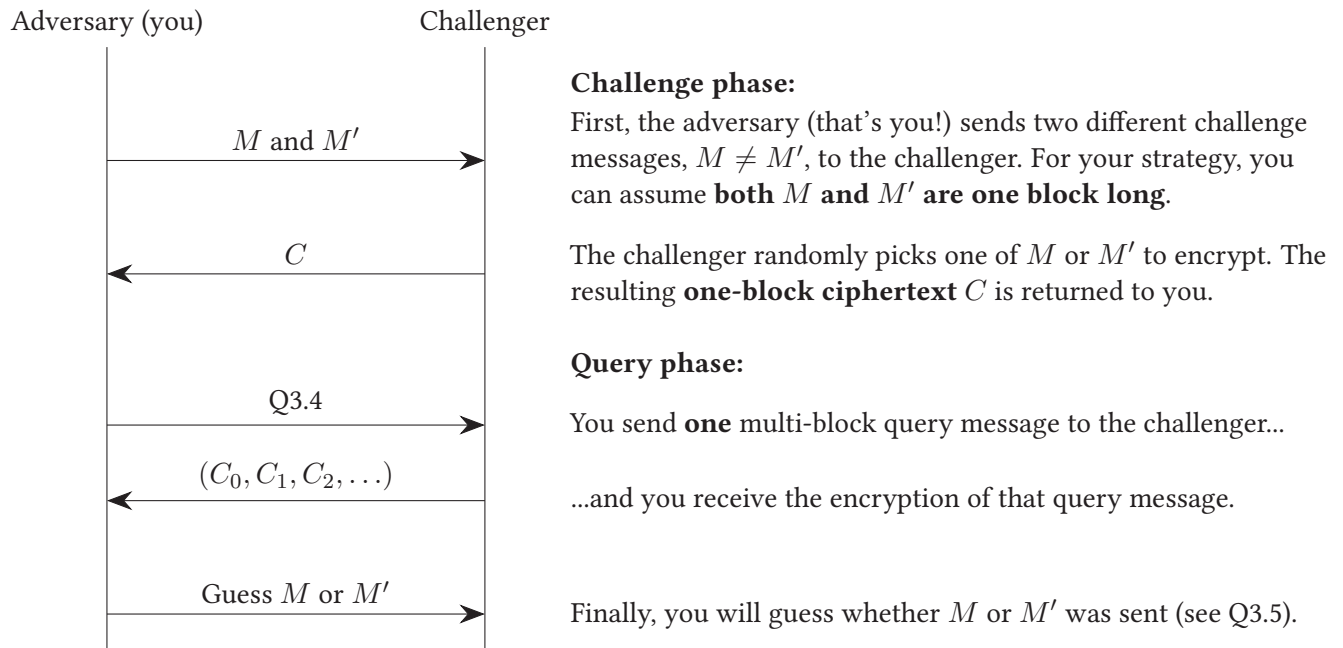 Adversary (you)
Challenger
Challenge phase:
First, the adversary (that's you!) sends two different challenge
M and M′
messages, M ≠ M′, to the challenger. For your strategy, you
can assume both M and M′ are one block long.
C
The challenger randomly picks one of M or M′ to encrypt. The
resulting one-block ciphertext C is returned to you.
Query phase:
Q3.4
You send one multi-block query message to the challenger...
(C₀, C₁, C₂, …)
...and you receive the encryption of that query message.
Guess M or M′
Finally, you will guess whether M or M′ was sent (see Q3.5).